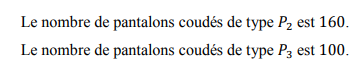 Le nombre de pantalons coudés de type P₂ est 160.
Le nombre de pantalons coudés de type P₃ est 100.